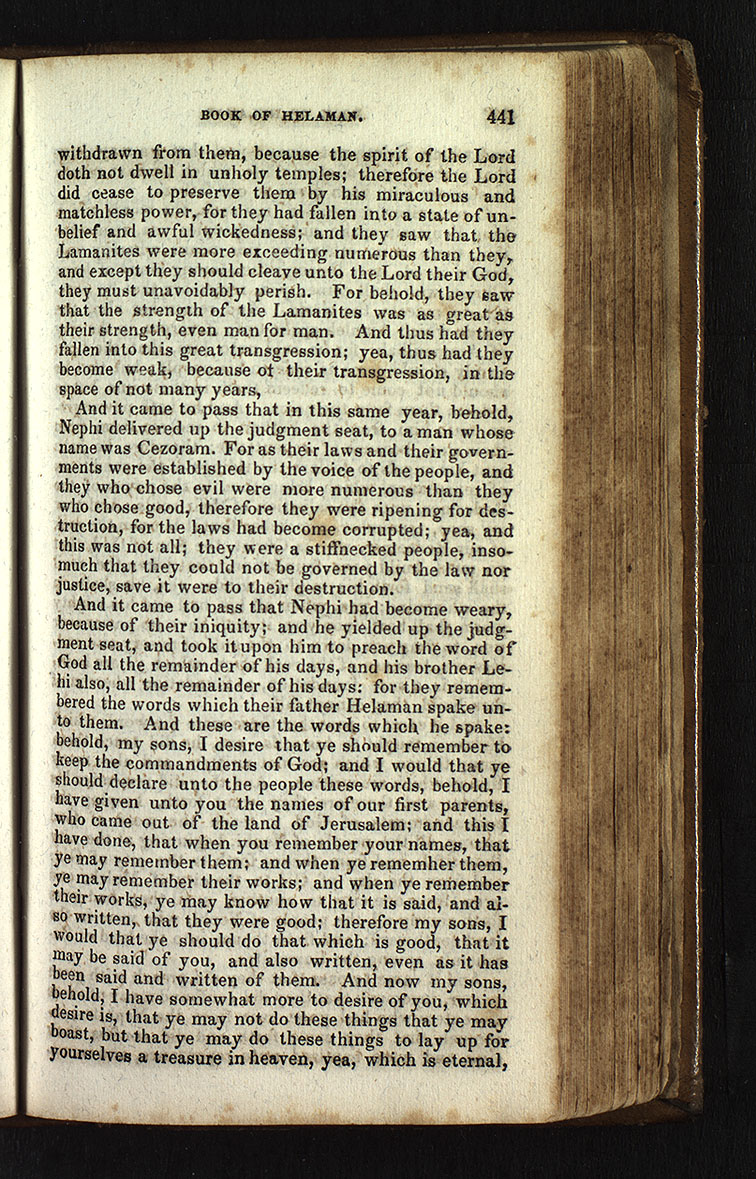 BOOK OF HELAMAN. 441
withdrawn from them, because the spirit of the Lord
doth not dwell in unholy temples; therefore the Lord
did cease to preserve them by his miraculous and
matchless power, for they had fallen into a state of un-
belief and awful wickedness; and they saw that the
Lamanites were more exceeding numerous than they,
and except they should cleave unto the Lord their God,
they must unavoidably perish. For behold, they saw
that the strength of the Lamanites was as great as
their strength, even man for man. And thus had they
fallen into this great transgression; yea, thus had they
become weak, because of their transgression, in the
space of not many years,
And it came to pass that in this same year, behold,
Nephi delivered up the judgment seat, to a man whose
name was Cezoram. For as their laws and their govern-
ments were established by the voice of the people, and
they who chose evil were more numerous than they
who chose good, therefore they were ripening for des-
truction, for the laws had become corrupted; yea, and
this was not all; they were a stiffnecked people, inso-
much that they could not be governed by the law nor
justice, save it were to their destruction.
And it came to pass that Nephi had become weary,
because of their iniquity; and he yielded up the judg-
ment seat, and took it upon him to preach the word of
God all the remainder of his days, and his brother Le-
hi also, all the remainder of his days: for they remem-
bered the words which their father Helaman spake un-
to them. And these are the words which he spake:
behold, my sons, I desire that ye should remember to
keep the commandments of God; and I would that ye
should declare unto the people these words, behold, I
have given unto you the names of our first parents,
who came out of the land of Jerusalem; and this I
have done, that when you remember your names, that
ye may remember them; and when ye rememher them,
ye may remember their works; and when ye remember
their works, ye may know how that it is said, and al-
so written, that they were good; therefore my sons, I
would that ye should do that which is good, that it
may be said of you, and also written, even as it has
been said and written of them. And now my sons,
behold, I have somewhat more to desire of you, which
desire is, that ye may not do these things that ye may
boast, but that ye may do these things to lay up for
yourselves a treasure in heaven, yea, which is eternal,